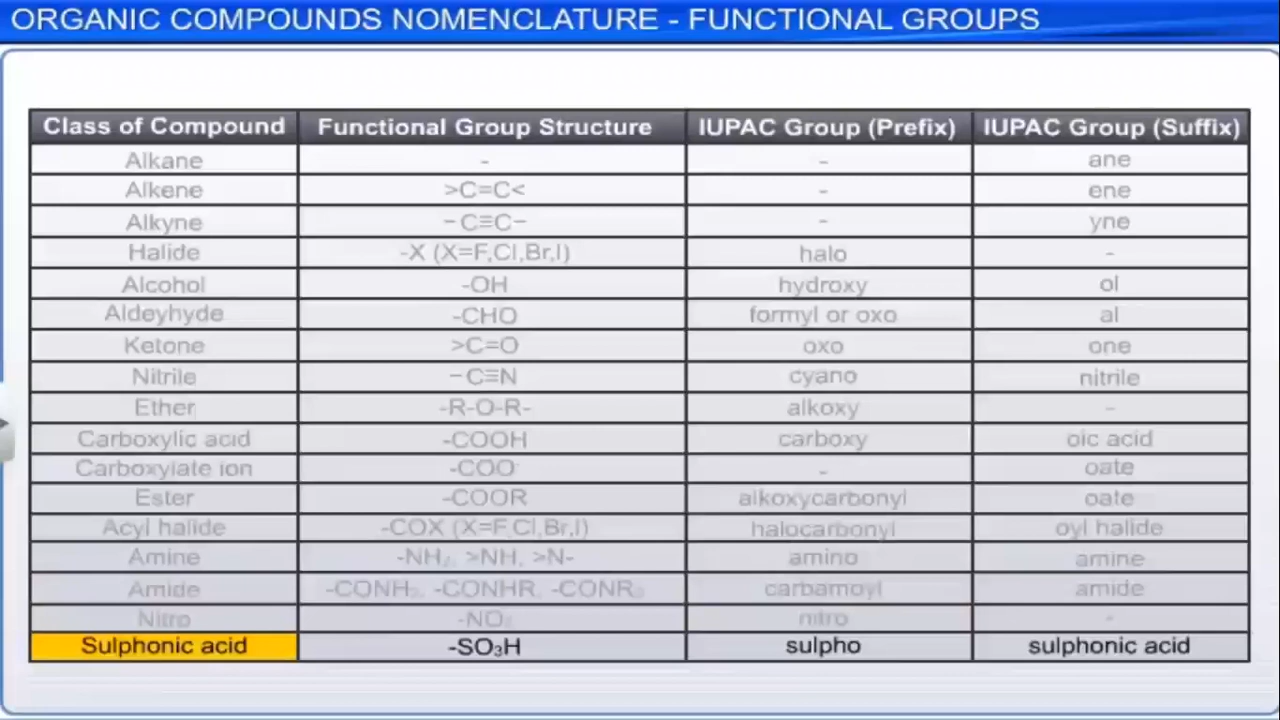 ORGANIC COMPOUNDS NOMENCLATURE - FUNCTIONAL GROUPS
Class of Compound Functional Group Structure IUPAC Group (Prefix) IUPAC Group (Suffix)
Alkane - - ane
Alkene >C=C< - ene
Alkyne −C≡C− - yne
Halide -X (X=F,Cl,Br,I) halo -
Alcohol -OH hydroxy ol
Aldeyhyde -CHO formyl or oxo al
Ketone >C=O oxo one
Nitrile −C≡N cyano nitrile
Ether -R-O-R- alkoxy -
Carboxylic acid -COOH carboxy oic acid
Carboxylate ion -COO⁻ - oate
Ester -COOR alkoxycarbonyl oate
Acyl halide -COX (X=F,Cl,Br,I) halocarbonyl oyl halide
Amine -NH₂, >NH, >N- amino amine
Amide -CONH₂, -CONHR, -CONR₂ carbamoyl amide
Nitro -NO₂ nitro -
Sulphonic acid -SO₃H sulpho sulphonic acid